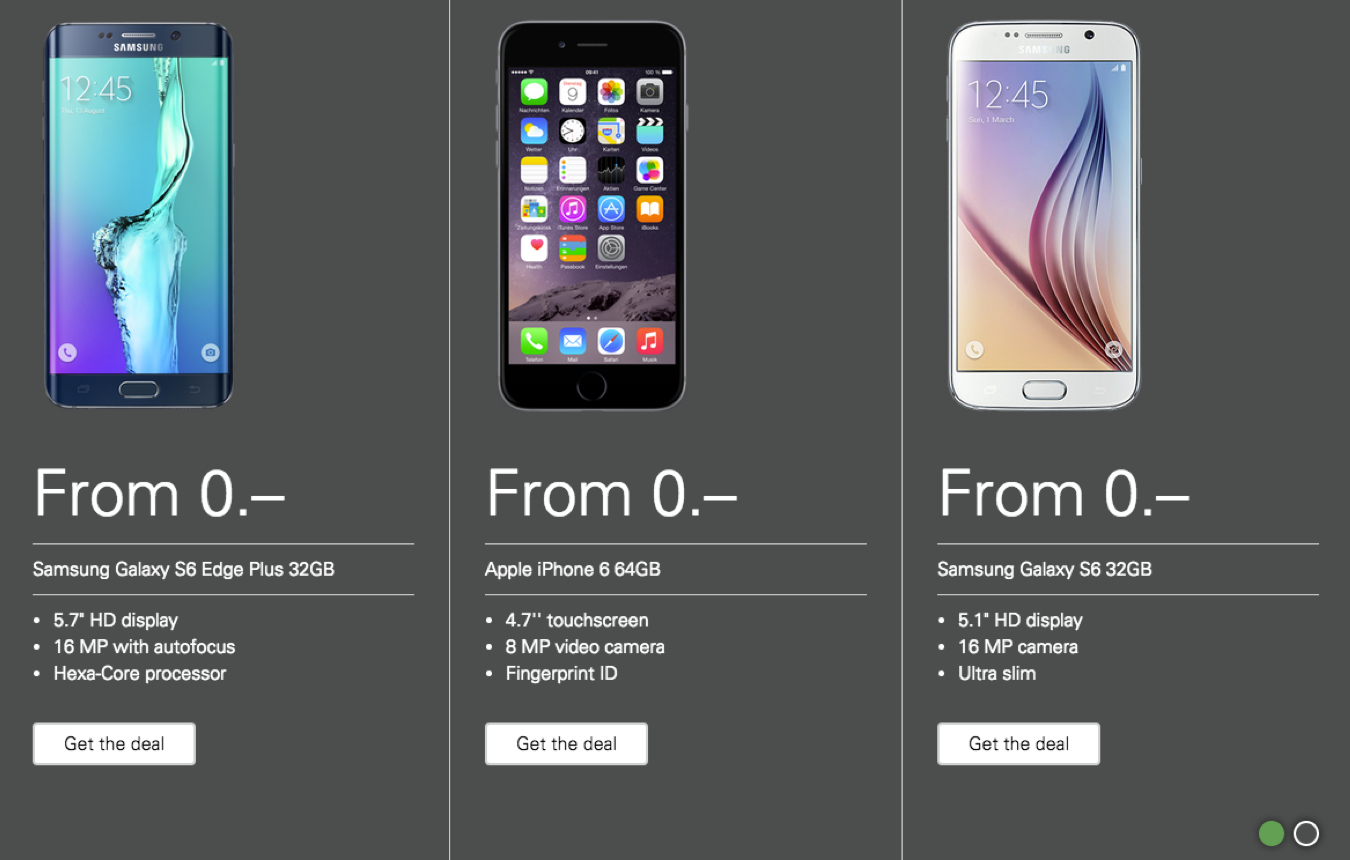 SAMSUNG
12:45
From 0.–
Samsung Galaxy S6 Edge Plus 32GB
• 5.7" HD display
• 16 MP with autofocus
• Hexa-Core processor
Get the deal
09:41 100 %
Nachrichten Kalender Fotos Kamera
9
Wetter Uhr Karten Videos
Notizen Erinnerungen Aktien Game Center
Zeitungskiosk iTunes Store App Store iBooks
Health Passbook Einstellungen
Telefon Mail Safari Musik
From 0.–
Apple iPhone 6 64GB
• 4.7'' touchscreen
• 8 MP video camera
• Fingerprint ID
Get the deal
SAMSUNG
12:45
Sun, 1 March
From 0.–
Samsung Galaxy S6 32GB
• 5.1" HD display
• 16 MP camera
• Ultra slim
Get the deal